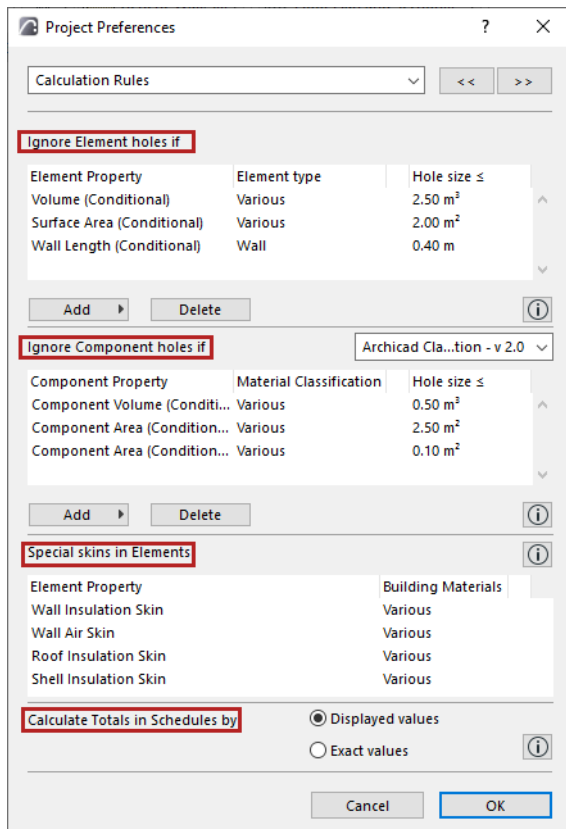 Project Preferences ? ×
Calculation Rules << >>
Ignore Element holes if
Element Property Element type Hole size ≤
Volume (Conditional) Various 2.50 m³
Surface Area (Conditional) Various 2.00 m²
Wall Length (Conditional) Wall 0.40 m
Add Delete
Ignore Component holes if Archicad Cla...tion - v 2.0
Component Property Material Classification Hole size ≤
Component Volume (Conditi... Various 0.50 m³
Component Area (Condition... Various 2.50 m²
Component Area (Condition... Various 0.10 m²
Add Delete
Special skins in Elements
Element Property Building Materials
Wall Insulation Skin Various
Wall Air Skin Various
Roof Insulation Skin Various
Shell Insulation Skin Various
Calculate Totals in Schedules by Displayed values
Exact values
Cancel OK